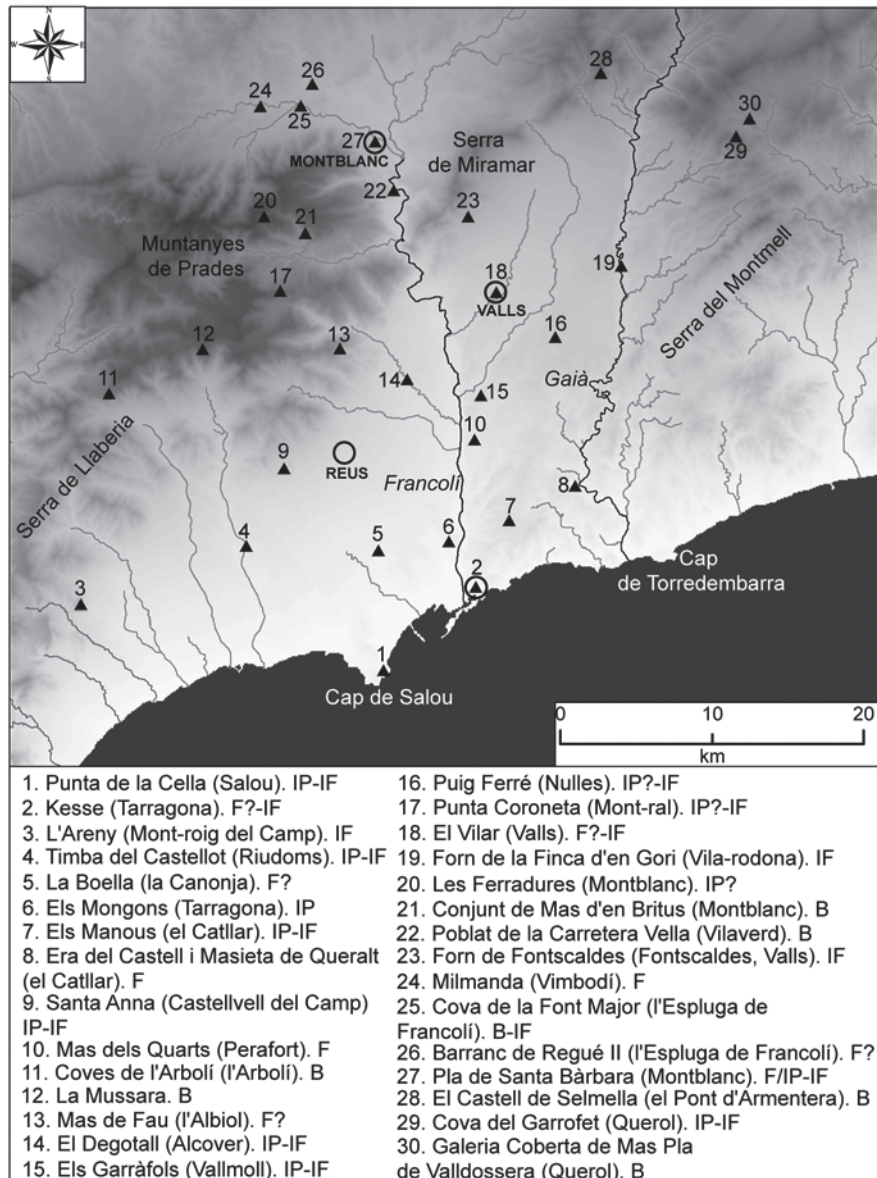 N
W
E
S
28
26
24
25
30
27
MONTBLANC
Serra
de Miramar
29
22
20
21
23
Muntanyes
de Prades
19
17
18
VALLS
Serra del Montmell
12
13
16
11
14
Gaià
15
10
Serra de Llaberia
9
REUS
Francolí
8
7
4
5
6
Cap
de Torredembarra
2
3
1
Cap de Salou
0
10
20
km
1. Punta de la Cella (Salou). IP-IF
2. Kesse (Tarragona). F?-IF
3. L'Areny (Mont-roig del Camp). IF
4. Timba del Castellot (Riudoms). IP-IF
5. La Boella (la Canonja). F?
6. Els Mongons (Tarragona). IP
7. Els Manous (el Catllar). IP-IF
8. Era del Castell i Masieta de Queralt
(el Catllar). F
9. Santa Anna (Castellvell del Camp)
IP-IF
10. Mas dels Quarts (Perafort). F
11. Coves de l'Arbolí (l'Arbolí). B
12. La Mussara. B
13. Mas de Fau (l'Albiol). F?
14. El Degotall (Alcover). IP-IF
15. Els Garràfols (Vallmoll). IP-IF
16. Puig Ferré (Nulles). IP?-IF
17. Punta Coroneta (Mont-ral). IP?-IF
18. El Vilar (Valls). F?-IF
19. Forn de la Finca d'en Gori (Vila-rodona). IF
20. Les Ferradures (Montblanc). IP?
21. Conjunt de Mas d'en Britus (Montblanc). B
22. Poblat de la Carretera Vella (Vilaverd). B
23. Forn de Fontscaldes (Fontscaldes, Valls). IF
24. Milmanda (Vimbodí). F
25. Cova de la Font Major (l'Espluga de
Francolí). B-IF
26. Barranc de Regué II (l'Espluga de Francolí). F?
27. Pla de Santa Bàrbara (Montblanc). F/IP-IF
28. El Castell de Selmella (el Pont d'Armentera). B
29. Cova del Garrofet (Querol). IP-IF
30. Galeria Coberta de Mas Pla
de Valldossera (Querol). B